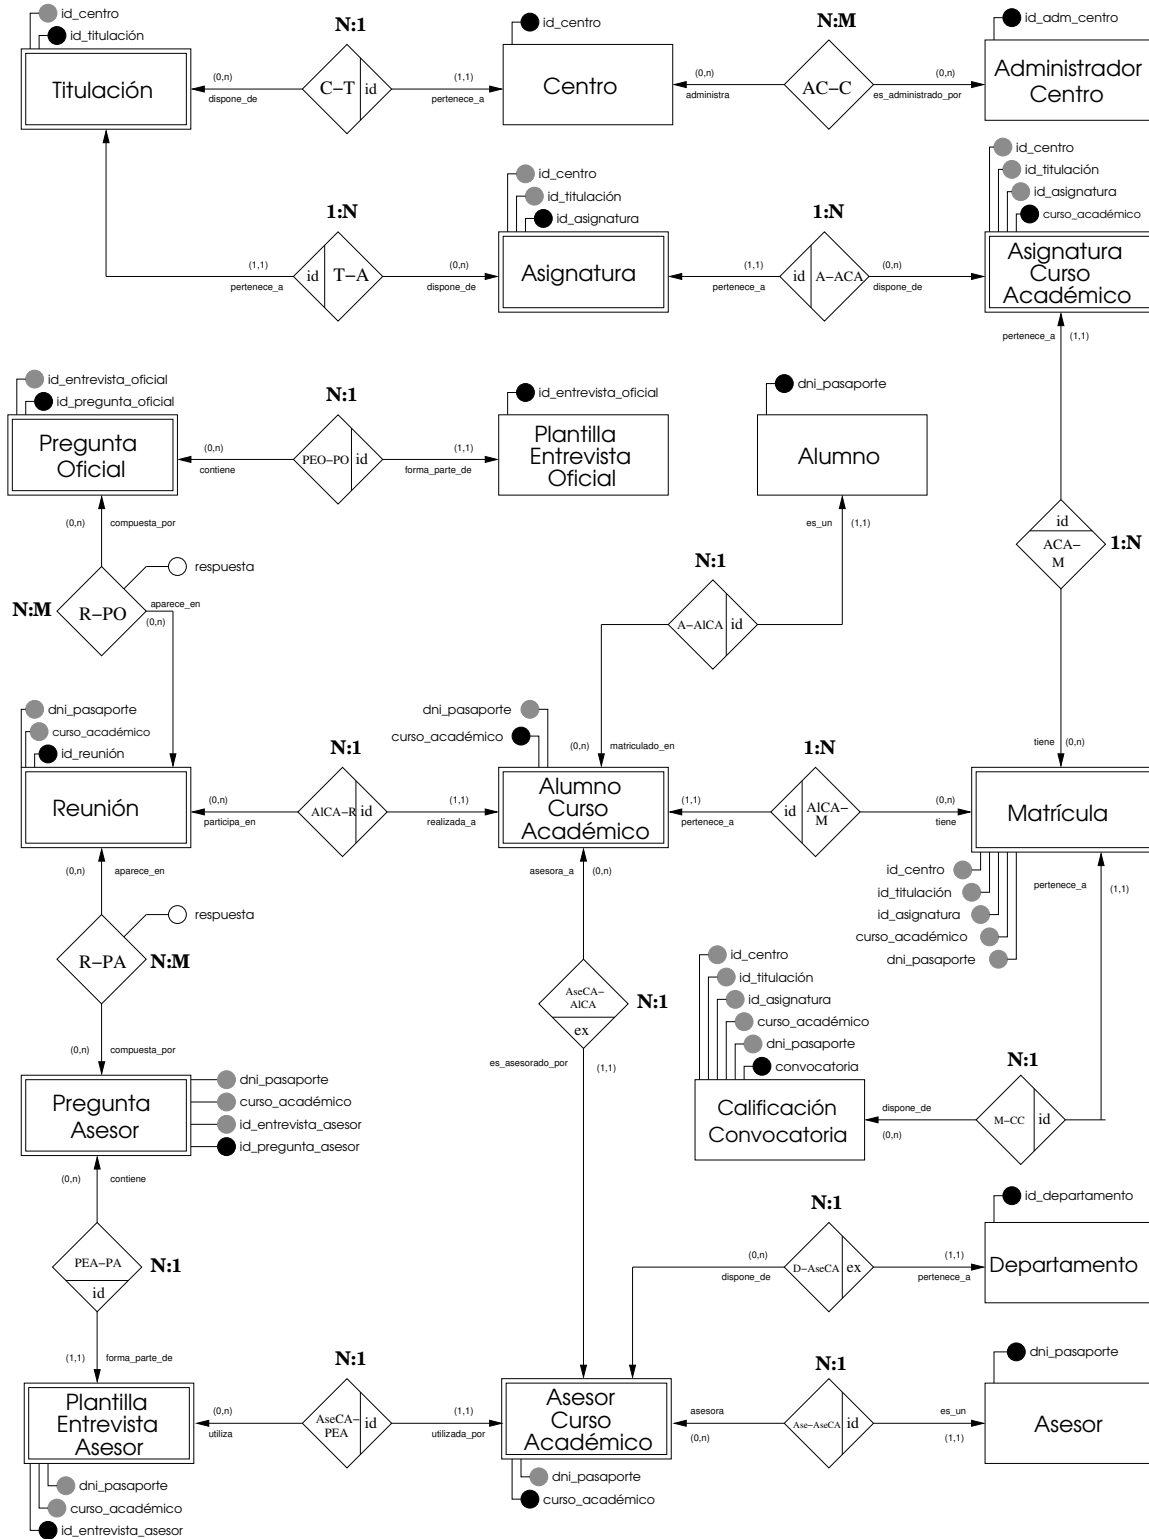 id_centro
id_titulación
Titulación
(0,n)
dispone_de
N:1
C–T
id
(1,1)
pertenece_a
id_centro
Centro
(0,n)
administra
N:M
AC–C
(0,n)
es_administrado_por
id_adm_centro
Administrador
Centro
(1,1)
pertenece_a
1:N
id
T–A
(0,n)
dispone_de
id_centro
id_titulación
id_asignatura
Asignatura
(1,1)
pertenece_a
1:N
id
A–ACA
(0,n)
dispone_de
id_centro
id_titulación
id_asignatura
curso_académico
Asignatura
Curso
Académico
pertenece_a
(1,1)
id_entrevista_oficial
id_pregunta_oficial
Pregunta
Oficial
(0,n)
contiene
N:1
PEO–PO
id
(1,1)
forma_parte_de
id_entrevista_oficial
Plantilla
Entrevista
Oficial
dni_pasaporte
Alumno
es_un
(1,1)
id
ACA–
M
1:N
(0,n)
compuesta_por
respuesta
N:M
R–PO
aparece_en
(0,n)
N:1
A–AlCA
id
dni_pasaporte
curso_académico
id_reunión
Reunión
(0,n)
participa_en
N:1
AlCA–R
id
(1,1)
realizada_a
dni_pasaporte
curso_académico
(0,n)
matriculado_en
Alumno
Curso
Académico
(1,1)
pertenece_a
1:N
id
AlCA–
M
(0,n)
tiene
tiene
(0,n)
Matrícula
id_centro
id_titulación
id_asignatura
curso_académico
dni_pasaporte
pertenece_a
(1,1)
(0,n)
aparece_en
respuesta
R–PA
N:M
(0,n)
compuesta_por
asesora_a
(0,n)
AseCA–
AlCA
ex
N:1
es_asesorado_por
(1,1)
id_centro
id_titulación
id_asignatura
curso_académico
dni_pasaporte
convocatoria
Calificación
Convocatoria
dispone_de
(0,n)
N:1
M–CC
id
Pregunta
Asesor
dni_pasaporte
curso_académico
id_entrevista_asesor
id_pregunta_asesor
(0,n)
contiene
PEA–PA
id
N:1
(1,1)
forma_parte_de
(0,n)
dispone_de
N:1
D–AseCA
ex
(1,1)
pertenece_a
id_departamento
Departamento
Plantilla
Entrevista
Asesor
(0,n)
utiliza
N:1
AseCA–
PEA
id
(1,1)
utilizada_por
Asesor
Curso
Académico
asesora
(0,n)
N:1
Ase–AseCA
id
es_un
(1,1)
dni_pasaporte
Asesor
dni_pasaporte
curso_académico
id_entrevista_asesor
dni_pasaporte
curso_académico